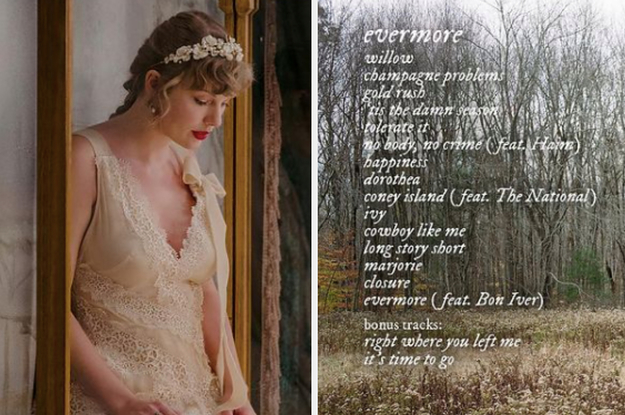 evermore
willow
champagne problems
gold rush
'tis the damn season
tolerate it
no body, no crime (feat. Haim)
happiness
dorothea
coney island (feat. The National)
ivy
cowboy like me
long story short
marjorie
closure
evermore (feat. Bon Iver)
bonus tracks:
right where you left me
it's time to go